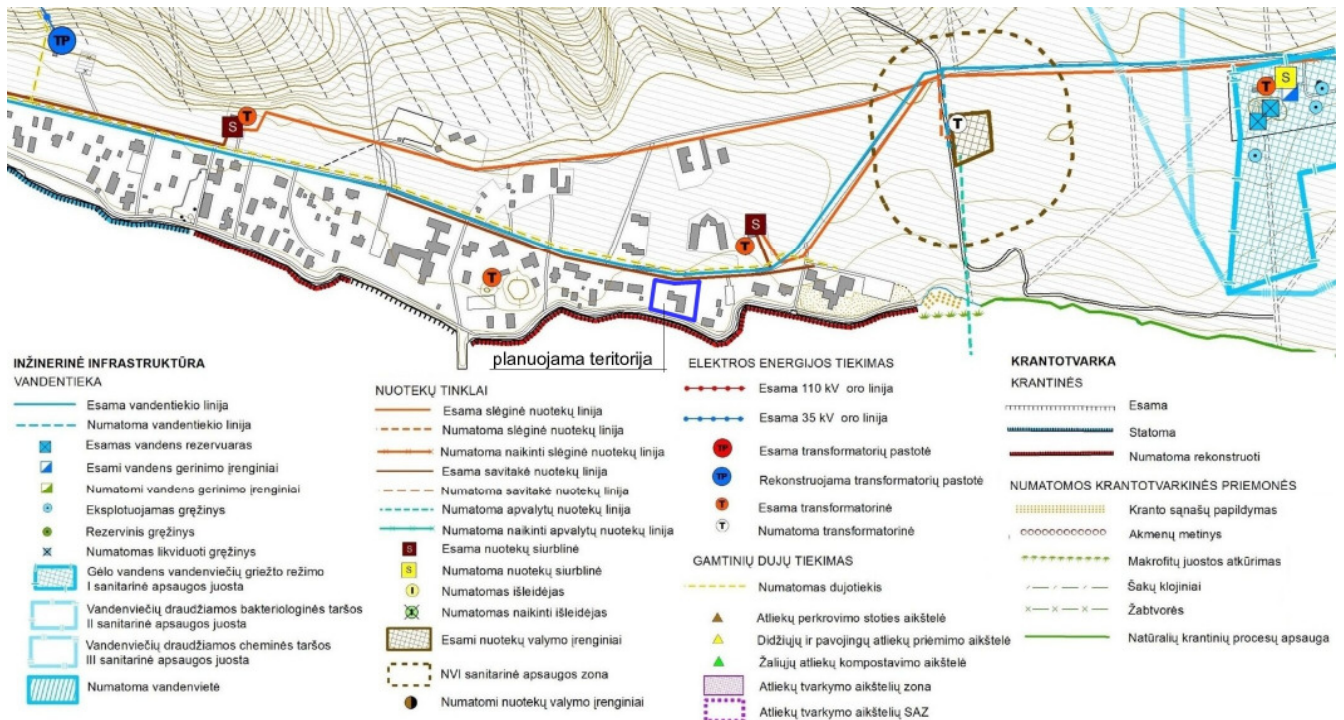 TP
S
T
T
S
T
T
T
S
planuojama teritorija
INŽINERINĖ INFRASTRUKTŪRA
VANDENTIEKA
Esama vandentiekio linija
Numatoma vandentiekio linija
Esamas vandens rezervuaras
Esami vandens gerinimo įrenginiai
Numatomi vandens gerinimo įrenginiai
Eksplotuojamas gręžinys
Rezervinis gręžinys
Numatomas likviduoti gręžinys
Gėlo vandens vandenviečių griežto režimo
I sanitarinė apsaugos juosta
Vandenviečių draudžiamos bakteriologinės taršos
II sanitarinė apsaugos juosta
Vandenviečių draudžiamos cheminės taršos
III sanitarinė apsaugos juosta
Numatoma vandenvietė
NUOTEKŲ TINKLAI
Esama slėginė nuotekų linija
Numatoma slėginė nuotekų linija
Numatoma naikinti slėginė nuotekų linija
Esama savitakė nuotekų linija
Numatoma savitakė nuotekų linija
Numatoma apvalytų nuotekų linija
Numatoma naikinti apvalytų nuotekų linija
S Esama nuotekų siurblinė
S Numatoma nuotekų siurblinė
Numatomas išleidėjas
Numatomas naikinti išleidėjas
Esami nuotekų valymo įrenginiai
NVI sanitarinė apsaugos zona
Numatomi nuotekų valymo įrenginiai
ELEKTROS ENERGIJOS TIEKIMAS
Esama 110 kV oro linija
Esama 35 kV oro linija
TP Esama transformatorių pastotė
TP Rekonstruojama transformatorių pastotė
T Esama transformatorinė
T Numatoma transformatorinė
GAMTINIŲ DUJŲ TIEKIMAS
Numatomas dujotiekis
Atliekų perkrovimo stoties aikštelė
Didžiųjų ir pavojingų atliekų priėmimo aikštelė
Žaliųjų atliekų kompostavimo aikštelė
Atliekų tvarkymo aikštelių zona
Atliekų tvarkymo aikštelių SAZ
KRANTOTVARKA
KRANTINĖS
Esama
Statoma
Numatoma rekonstruoti
NUMATOMOS KRANTOTVARKINĖS PRIEMONĖS
Kranto sąnašų papildymas
Akmenų metinys
Makrofitų juostos atkūrimas
Šakų klojiniai
Žabtvorės
Natūralių krantinių procesų apsauga